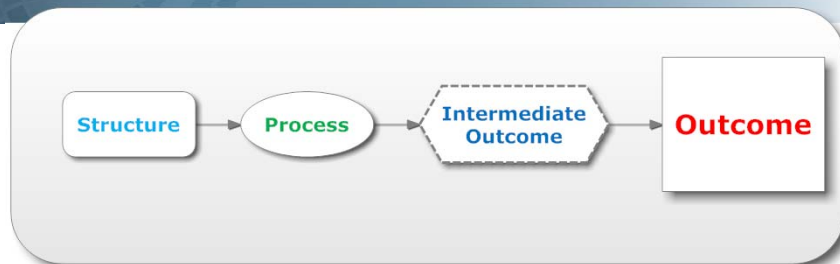 Structure
Process
Intermediate
Outcome
Outcome